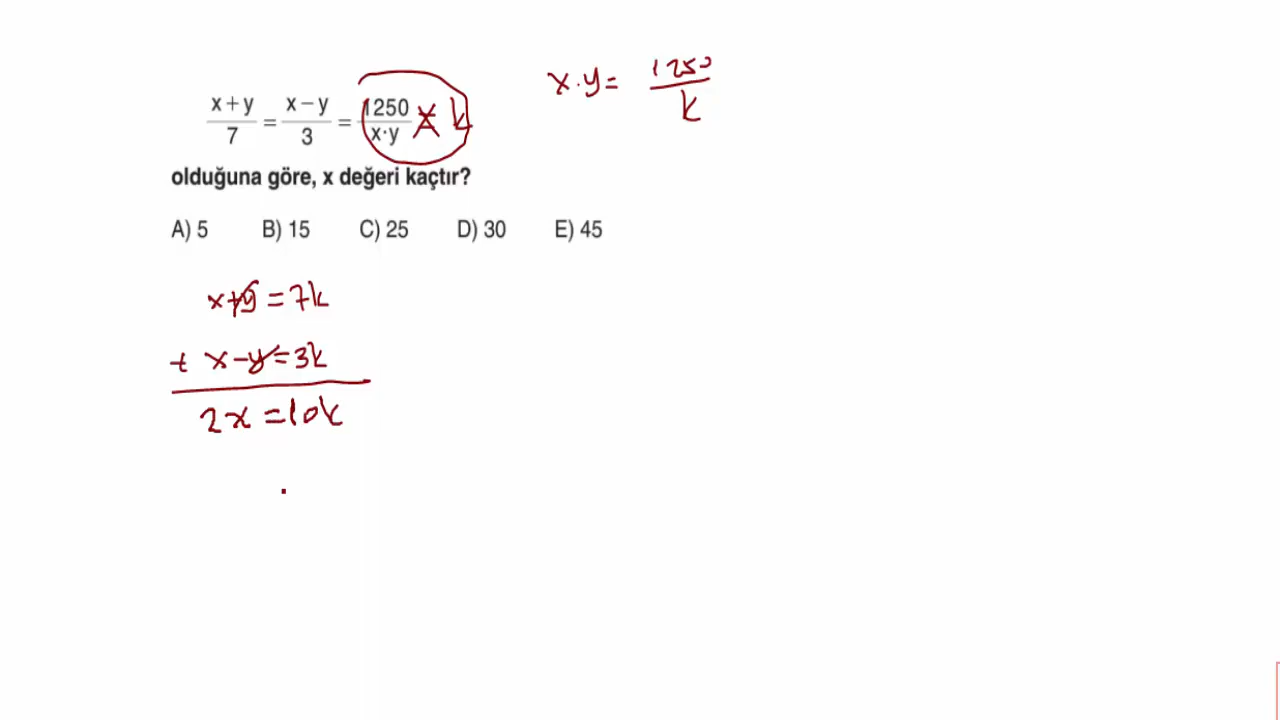 x+y/7 = x−y/3 = 1250/x·y = k
x·y = 1250/k
olduğuna göre, x değeri kaçtır?
A) 5 B) 15 C) 25 D) 30 E) 45
x+y=7k
+ x−y=3k
2x=10k